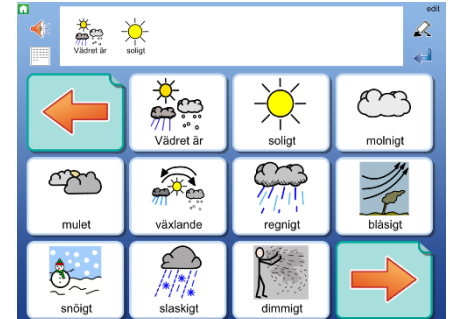 edit
Vädret är soligt
Vädret är soligt molnigt
mulet växlande regnigt blåsigt
snöigt slaskigt dimmigt